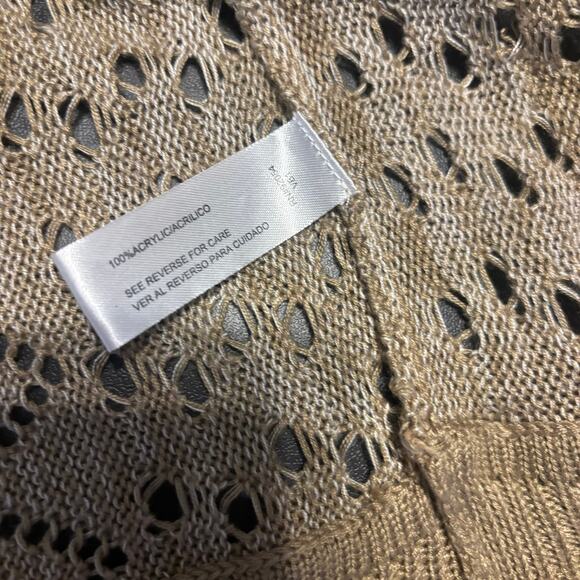 100%ACRYLIC/ACRILICO
SEE REVERSE FOR CARE
VER AL REVERSO PARA CUIDADO